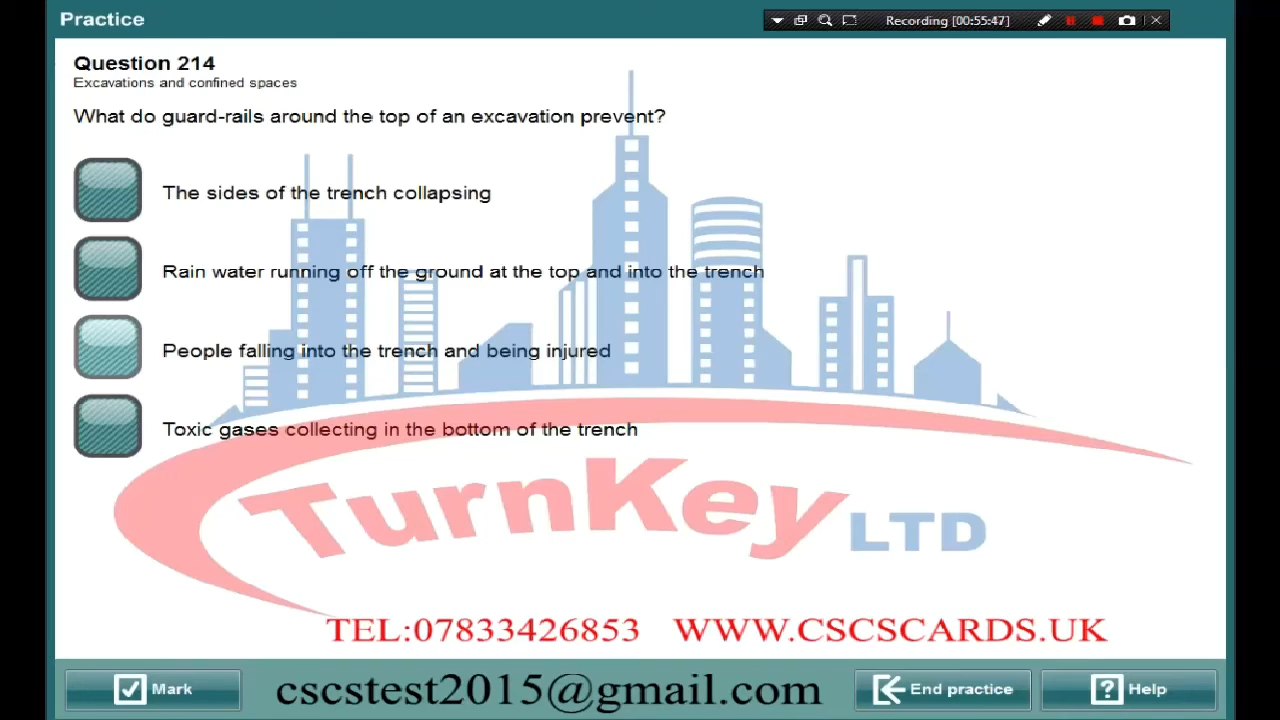 Practice
Recording [00:55:47]
Question 214
Excavations and confined spaces
What do guard-rails around the top of an excavation prevent?
The sides of the trench collapsing
Rain water running off the ground at the top and into the trench
People falling into the trench and being injured
Toxic gases collecting in the bottom of the trench
TurnKey LTD
TEL:07833426853 WWW.CSCSCARDS.UK
Mark
cscstest2015@gmail.com
End practice
? Help